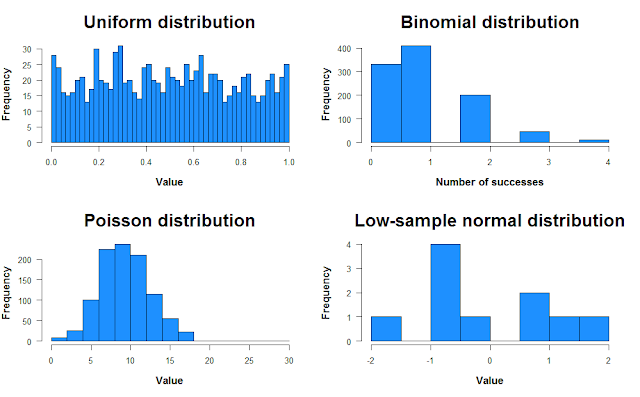 Uniform distribution
Frequency
30
25
20
15
10
5
0
0.0 0.2 0.4 0.6 0.8 1.0
Value
Binomial distribution
Frequency
400
300
200
100
0
0 1 2 3 4
Number of successes
Poisson distribution
Frequency
200
150
100
50
0
0 5 10 15 20 25 30
Value
Low-sample normal distribution
Frequency
4
3
2
1
0
-2 -1 0 1 2
Value